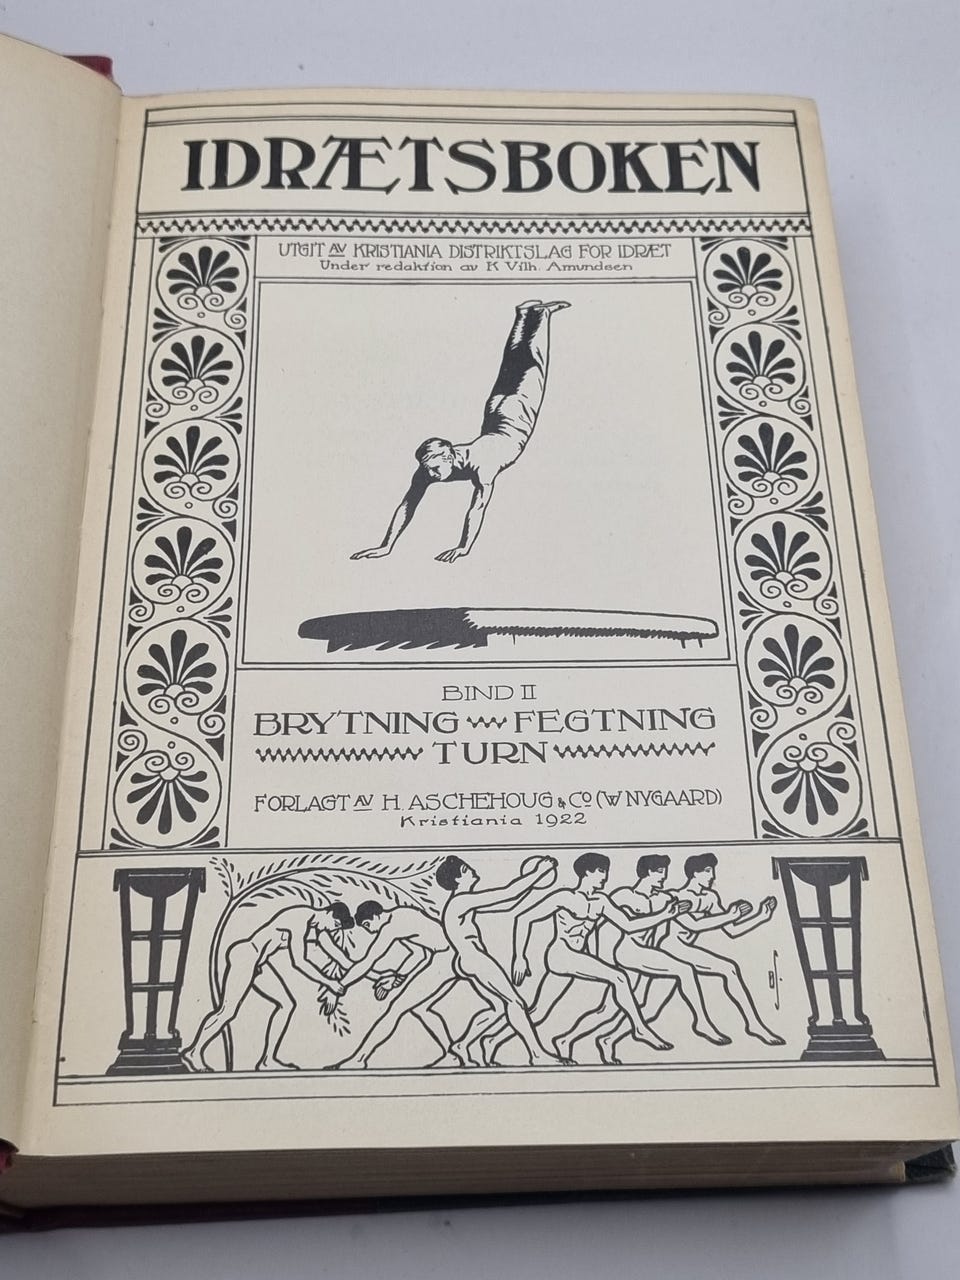 IDRÆTSBOKEN
UTGIT AV KRISTIANIA DISTRIKTSLAG FOR IDRÆT
Under redaktion av K Vilh. Amundsen
BIND II
BRYTNING FEGTNING
TURN
FORLAGT AV H. ASCHEHOUG & Co (W NYGAARD)
Kristiania 1922
B.S.